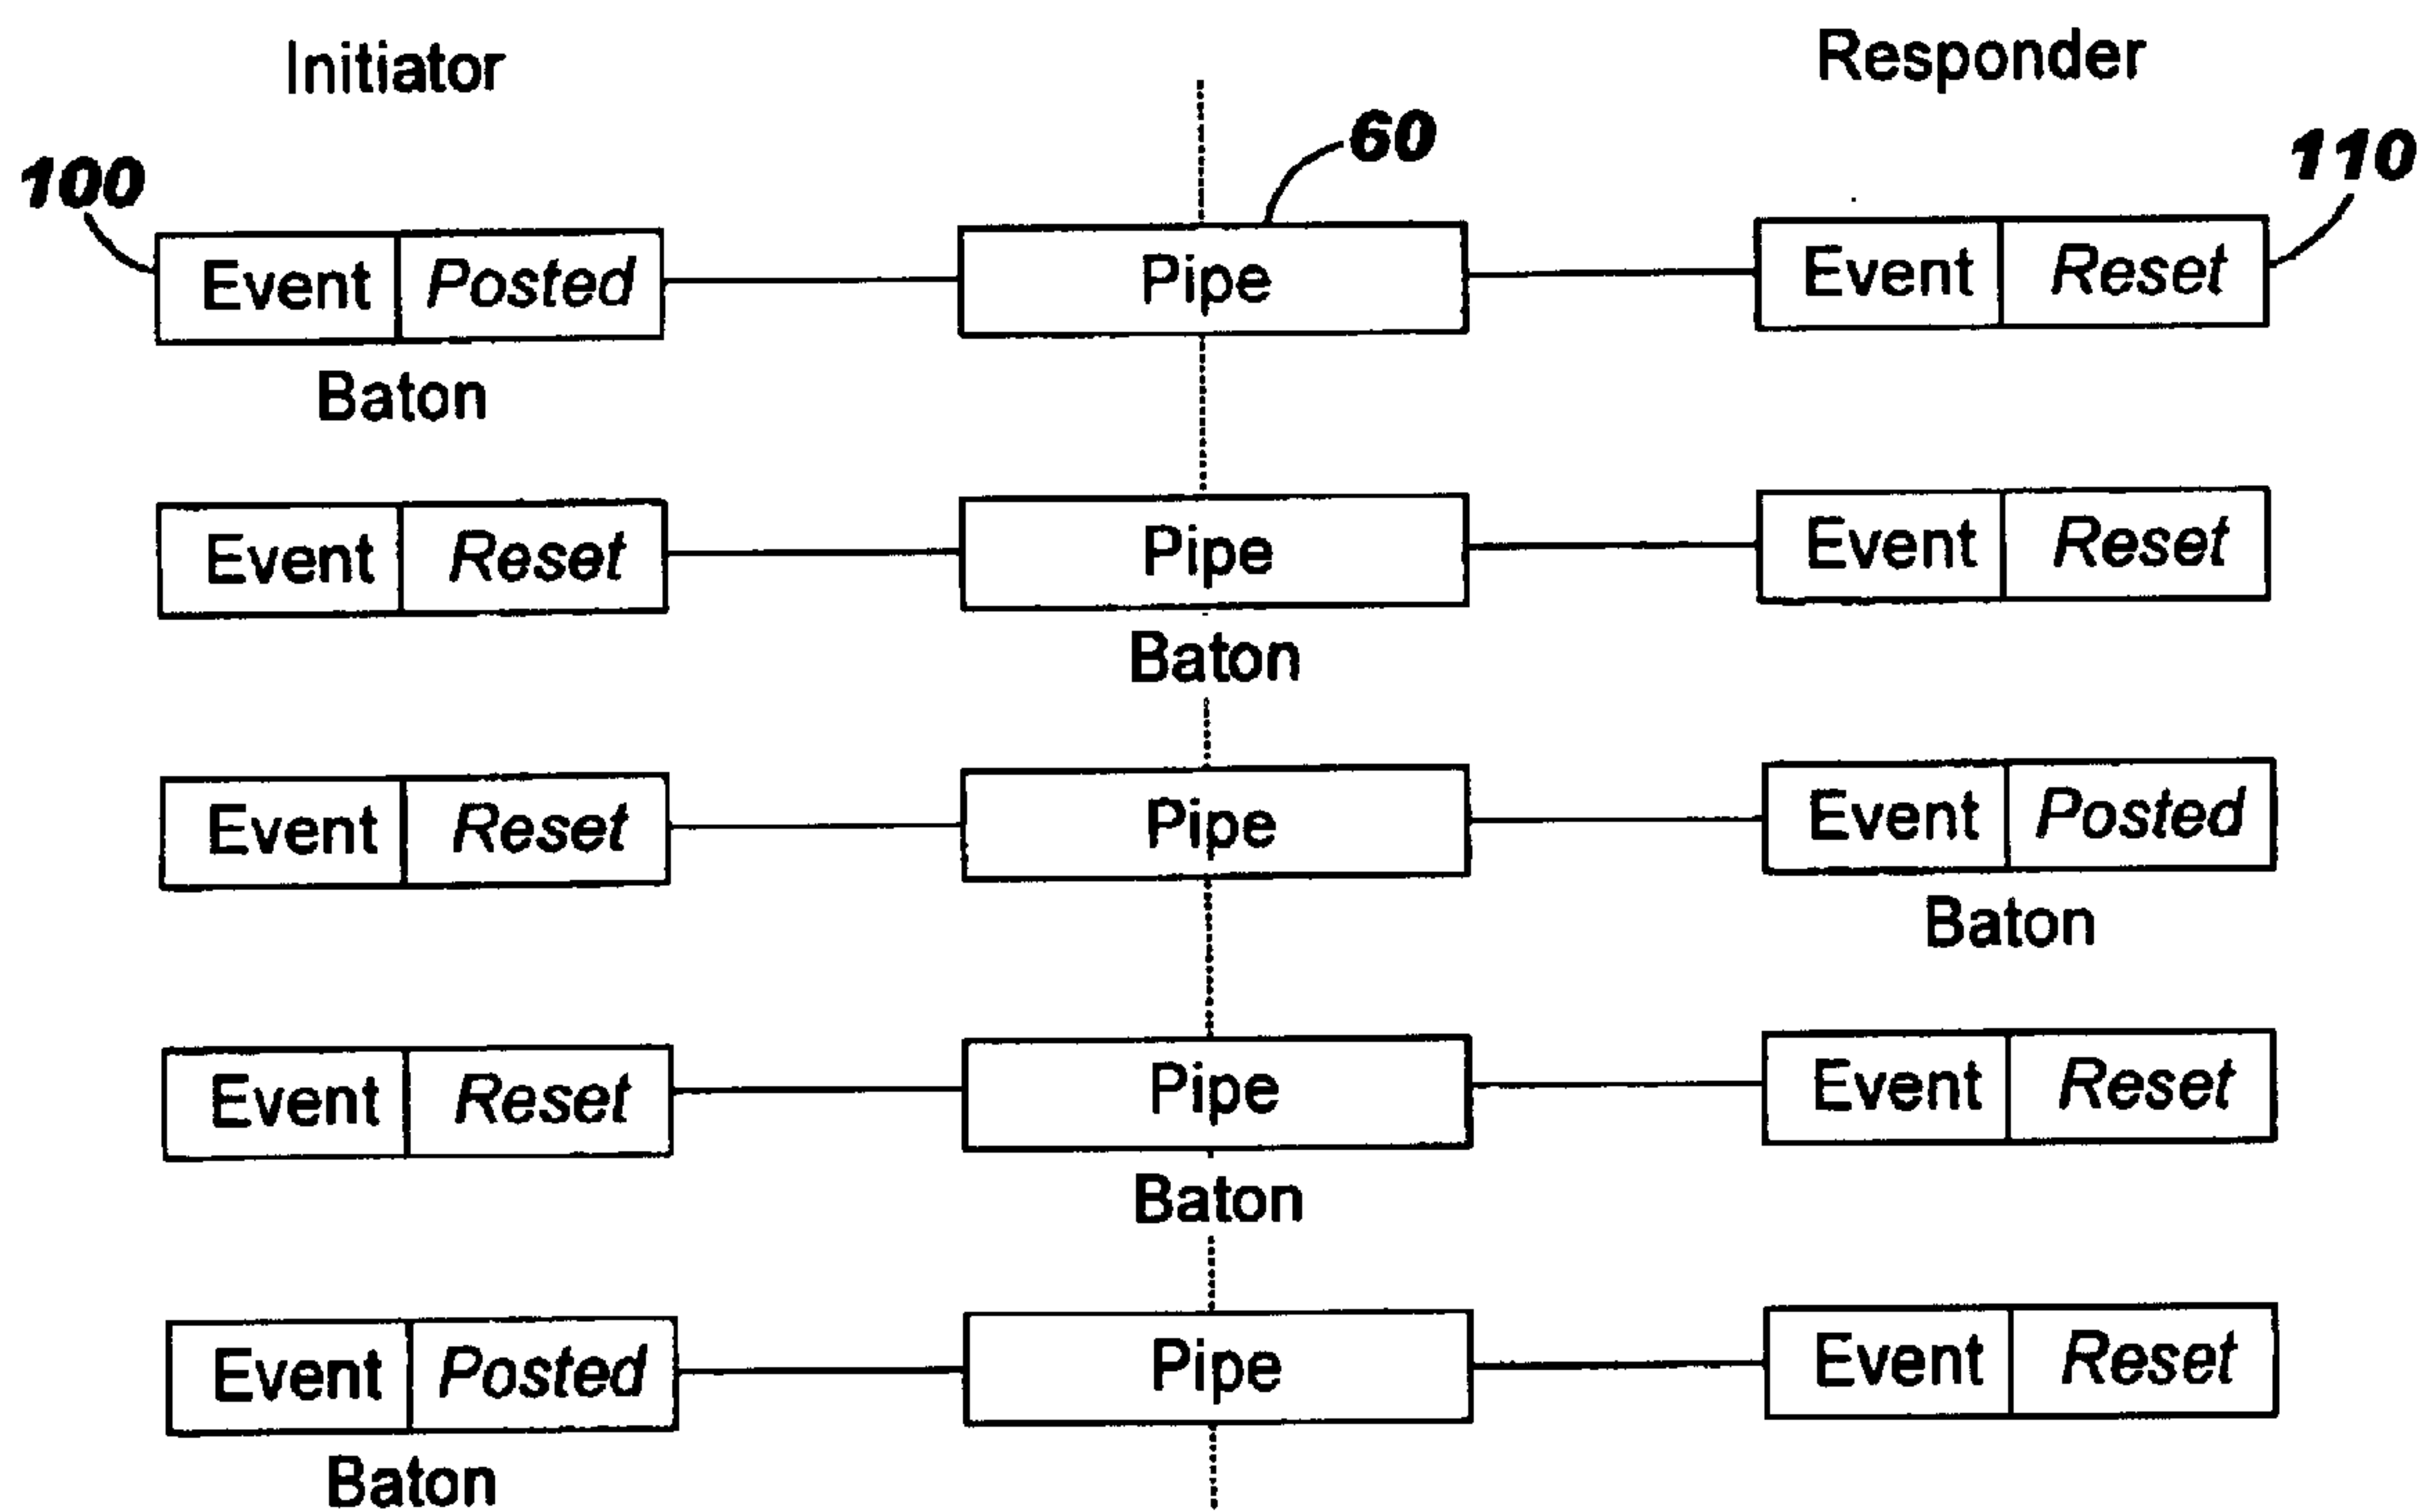 Initiator
Responder
100
60
110
Event Posted
Pipe
Event Reset
Baton
Event Reset
Pipe
Event Reset
Baton
Event Reset
Pipe
Event Posted
Baton
Event Reset
Pipe
Event Reset
Baton
Event Posted
Pipe
Event Reset
Baton